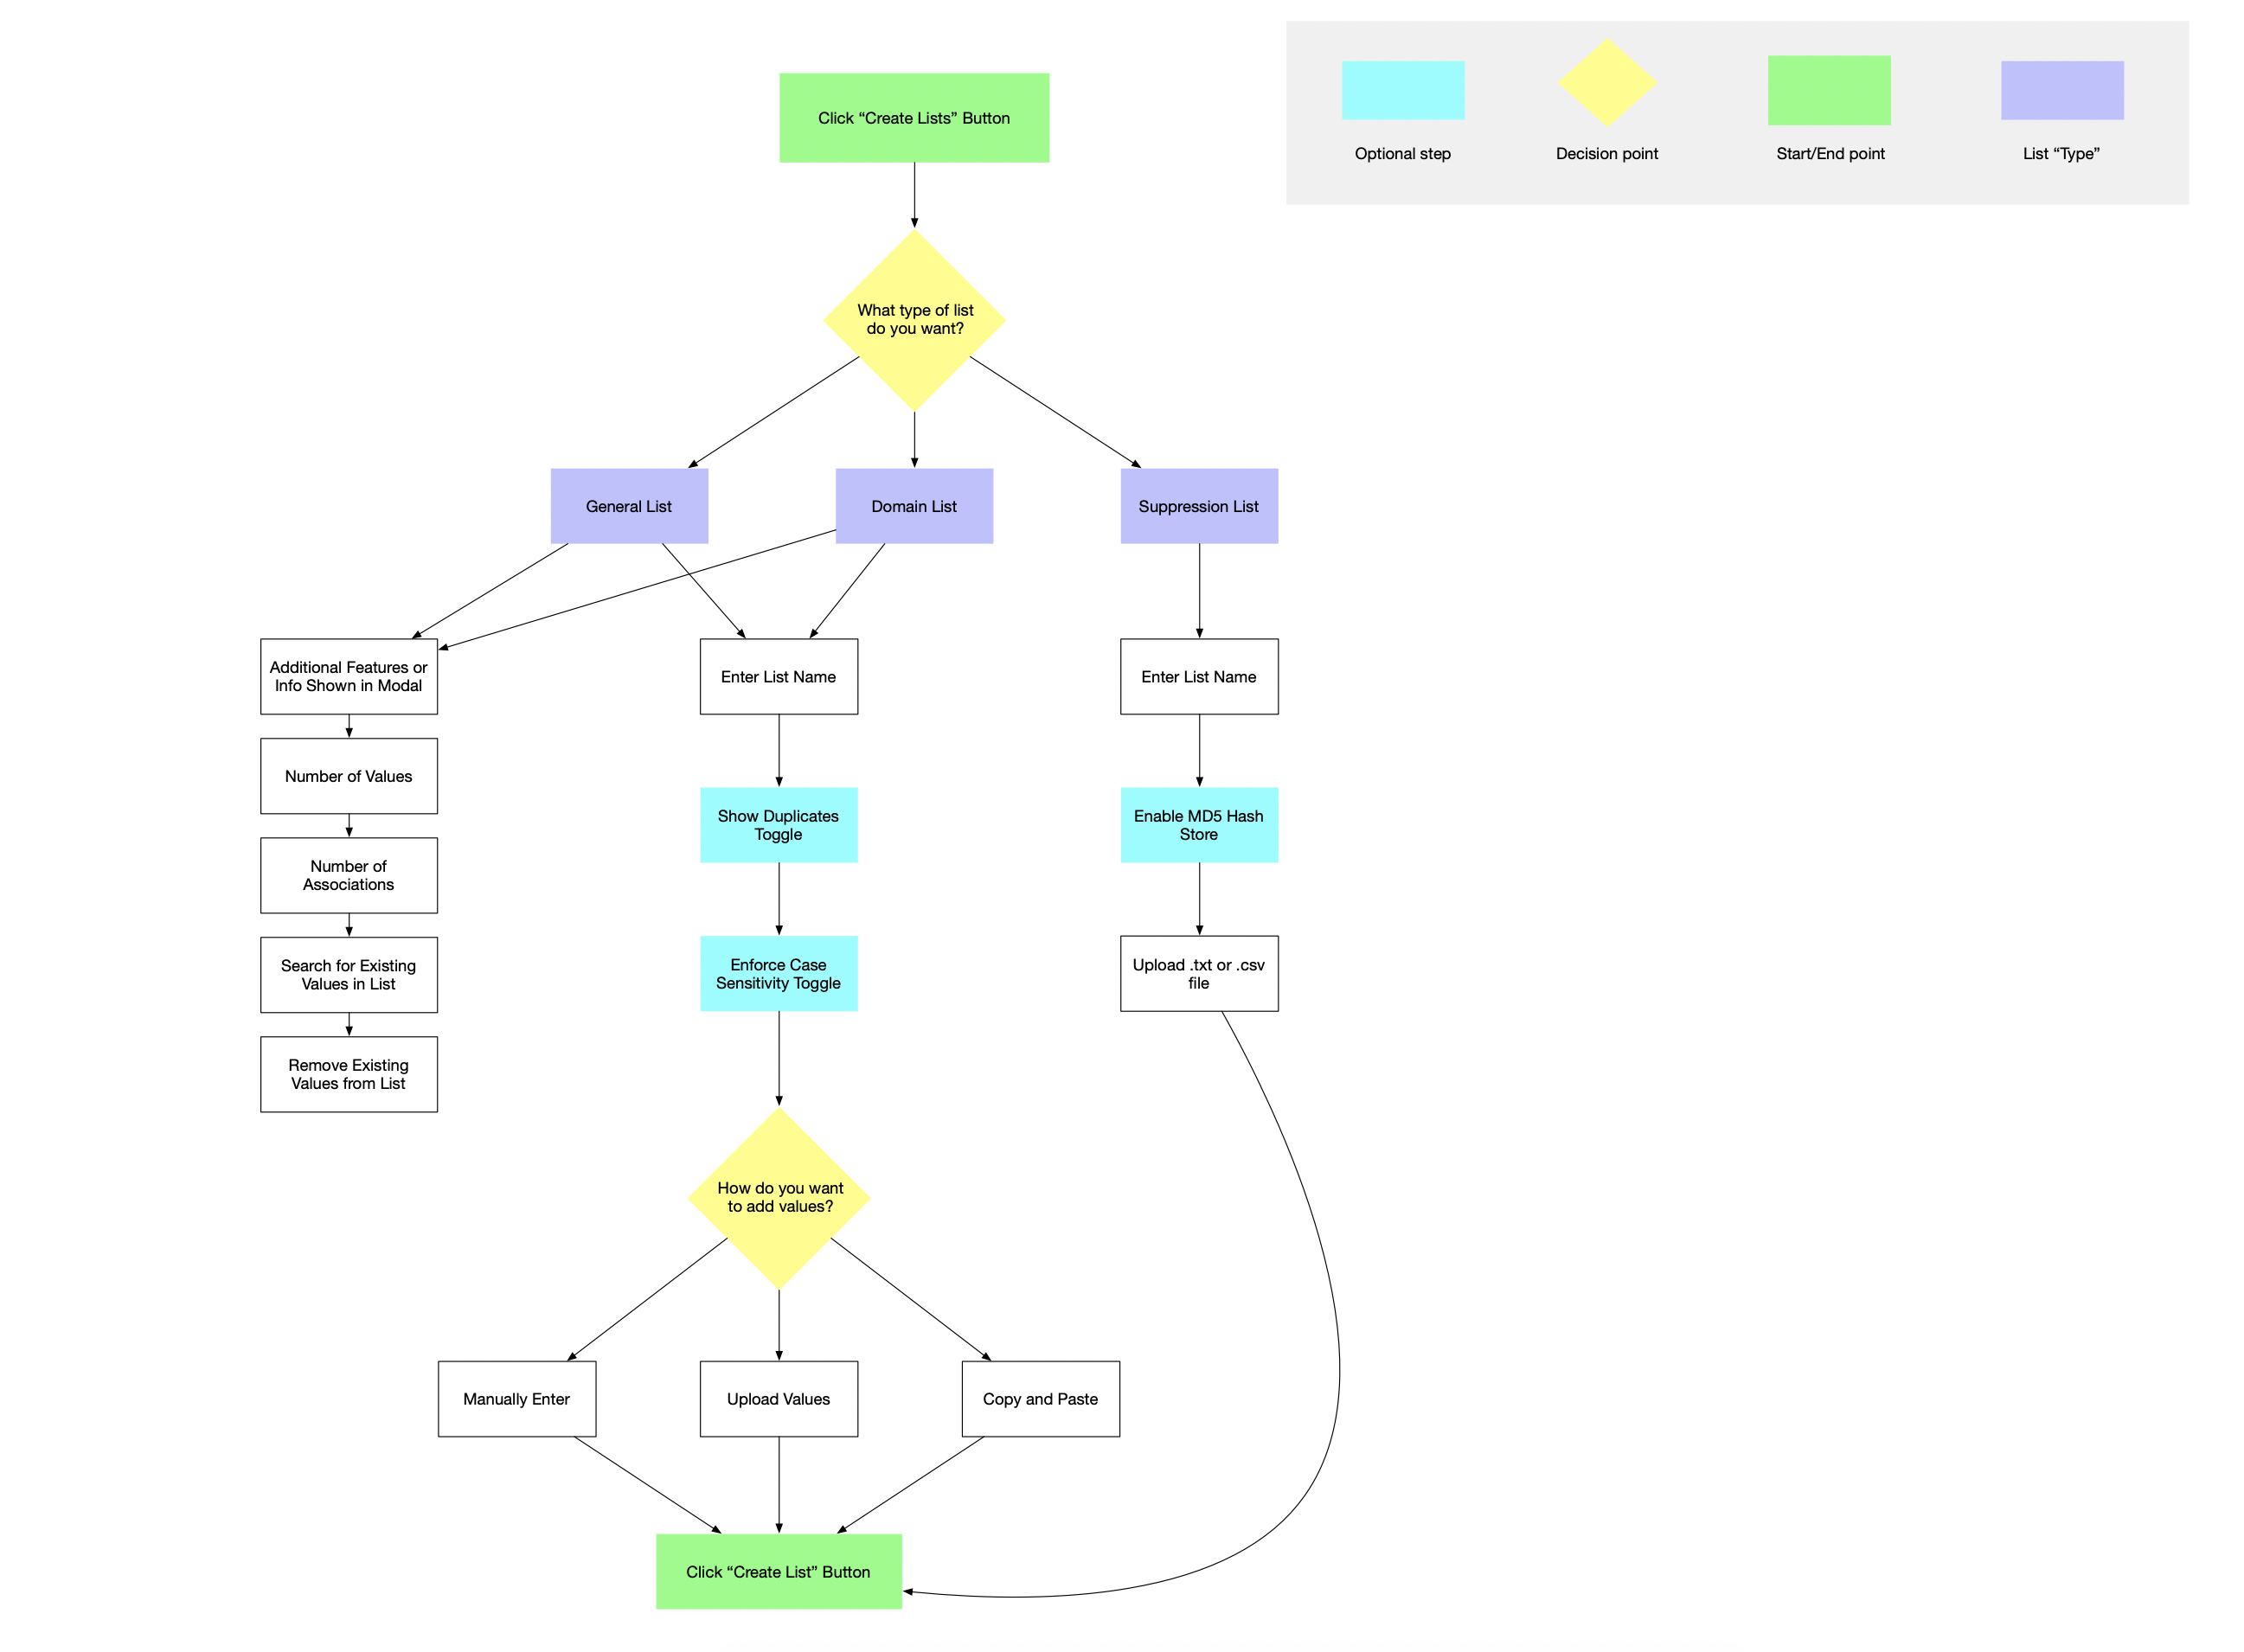 Click “Create Lists” Button
Optional step
Decision point
Start/End point
List “Type”
What type of list
do you want?
General List
Domain List
Suppression List
Additional Features or
Info Shown in Modal
Enter List Name
Enter List Name
Number of Values
Show Duplicates
Toggle
Enable MD5 Hash
Store
Number of
Associations
Search for Existing
Values in List
Enforce Case
Sensitivity Toggle
Upload .txt or .csv
file
Remove Existing
Values from List
How do you want
to add values?
Manually Enter
Upload Values
Copy and Paste
Click “Create List” Button